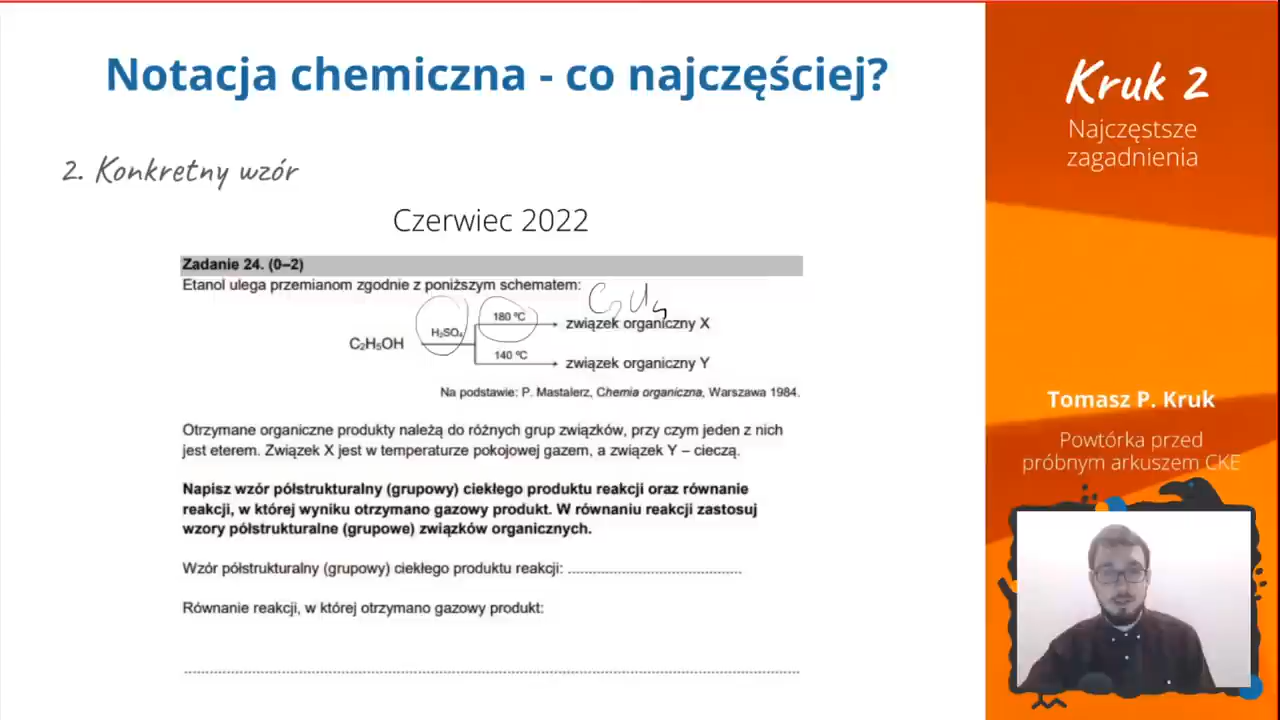 Notacja chemiczna - co najczęściej?
2. Konkretny wzór
Czerwiec 2022
Zadanie 24. (0–2)
Etanol ulega przemianom zgodnie z poniższym schematem:
C2H4
H₂SO₄
180 ºC
związek organiczny X
C₂H₅OH
140 ºC
związek organiczny Y
Na podstawie: P. Mastalerz, Chemia organiczna, Warszawa 1984.
Otrzymane organiczne produkty należą do różnych grup związków, przy czym jeden z nich
jest eterem. Związek X jest w temperaturze pokojowej gazem, a związek Y – cieczą.
Napisz wzór półstrukturalny (grupowy) ciekłego produktu reakcji oraz równanie
reakcji, w której wyniku otrzymano gazowy produkt. W równaniu reakcji zastosuj
wzory półstrukturalne (grupowe) związków organicznych.
Wzór półstrukturalny (grupowy) ciekłego produktu reakcji:
Równanie reakcji, w której otrzymano gazowy produkt:
Kruk 2
Najczęstsze
zagadnienia
Tomasz P. Kruk
Powtórka przed
próbnym arkuszem CKE